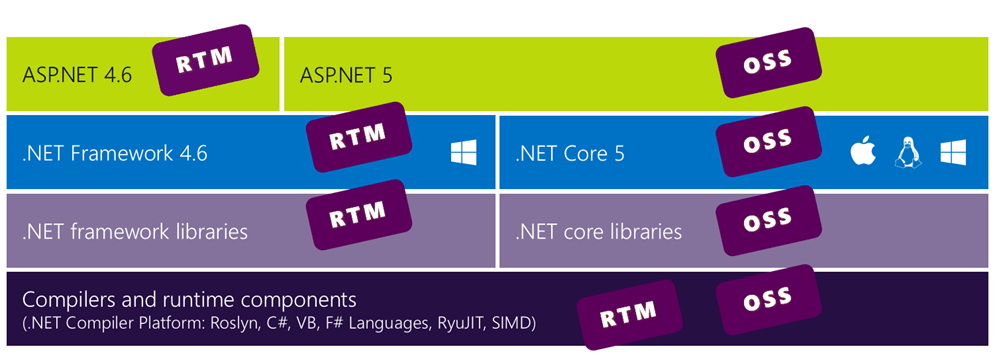 ASP.NET 4.6
RTM
ASP.NET 5
OSS
.NET Framework 4.6
RTM
.NET Core 5
OSS
.NET framework libraries
RTM
.NET core libraries
OSS
Compilers and runtime components
(.NET Compiler Platform: Roslyn, C#, VB, F# Languages, RyuJIT, SIMD)
RTM
OSS